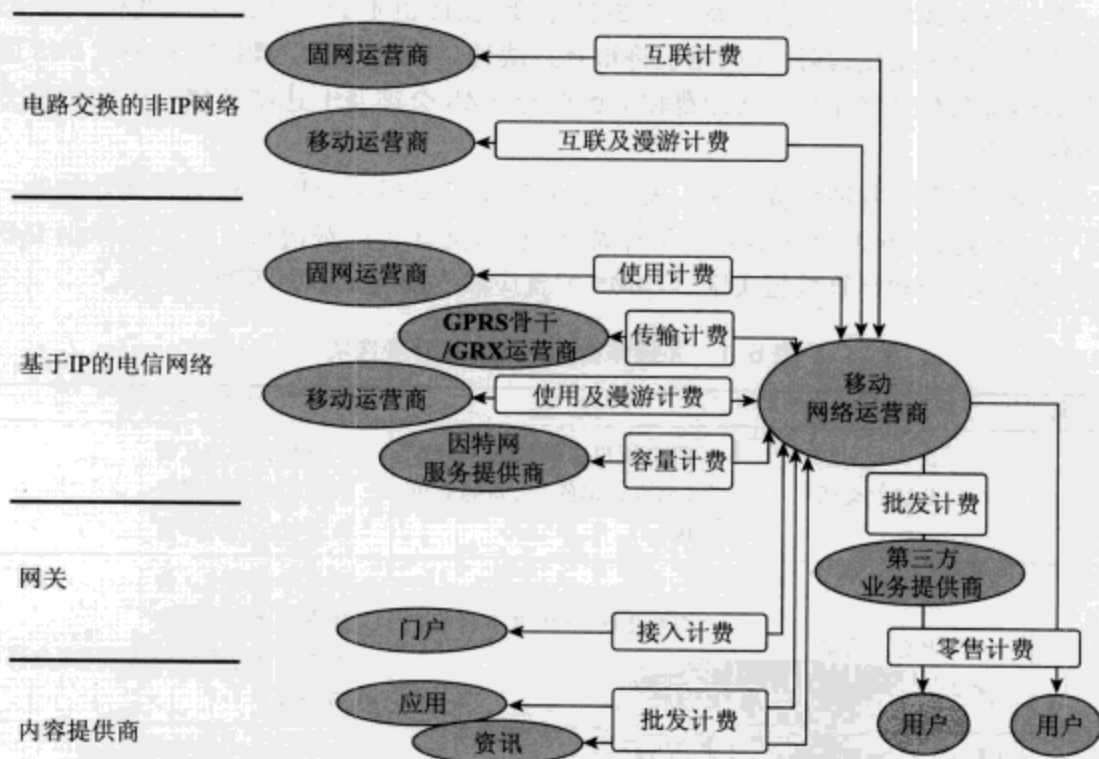 固网运营商
互联计费
电路交换的非IP网络
移动运营商
互联及漫游计费
固网运营商
使用计费
GPRS骨干
/GRX运营商
传输计费
基于IP的电信网络
移动运营商
使用及漫游计费
移动
网络运营商
因特网
服务提供商
容量计费
批发计费
网关
第三方
业务提供商
门户
接入计费
零售计费
内容提供商
应用
资讯
批发计费
用户
用户